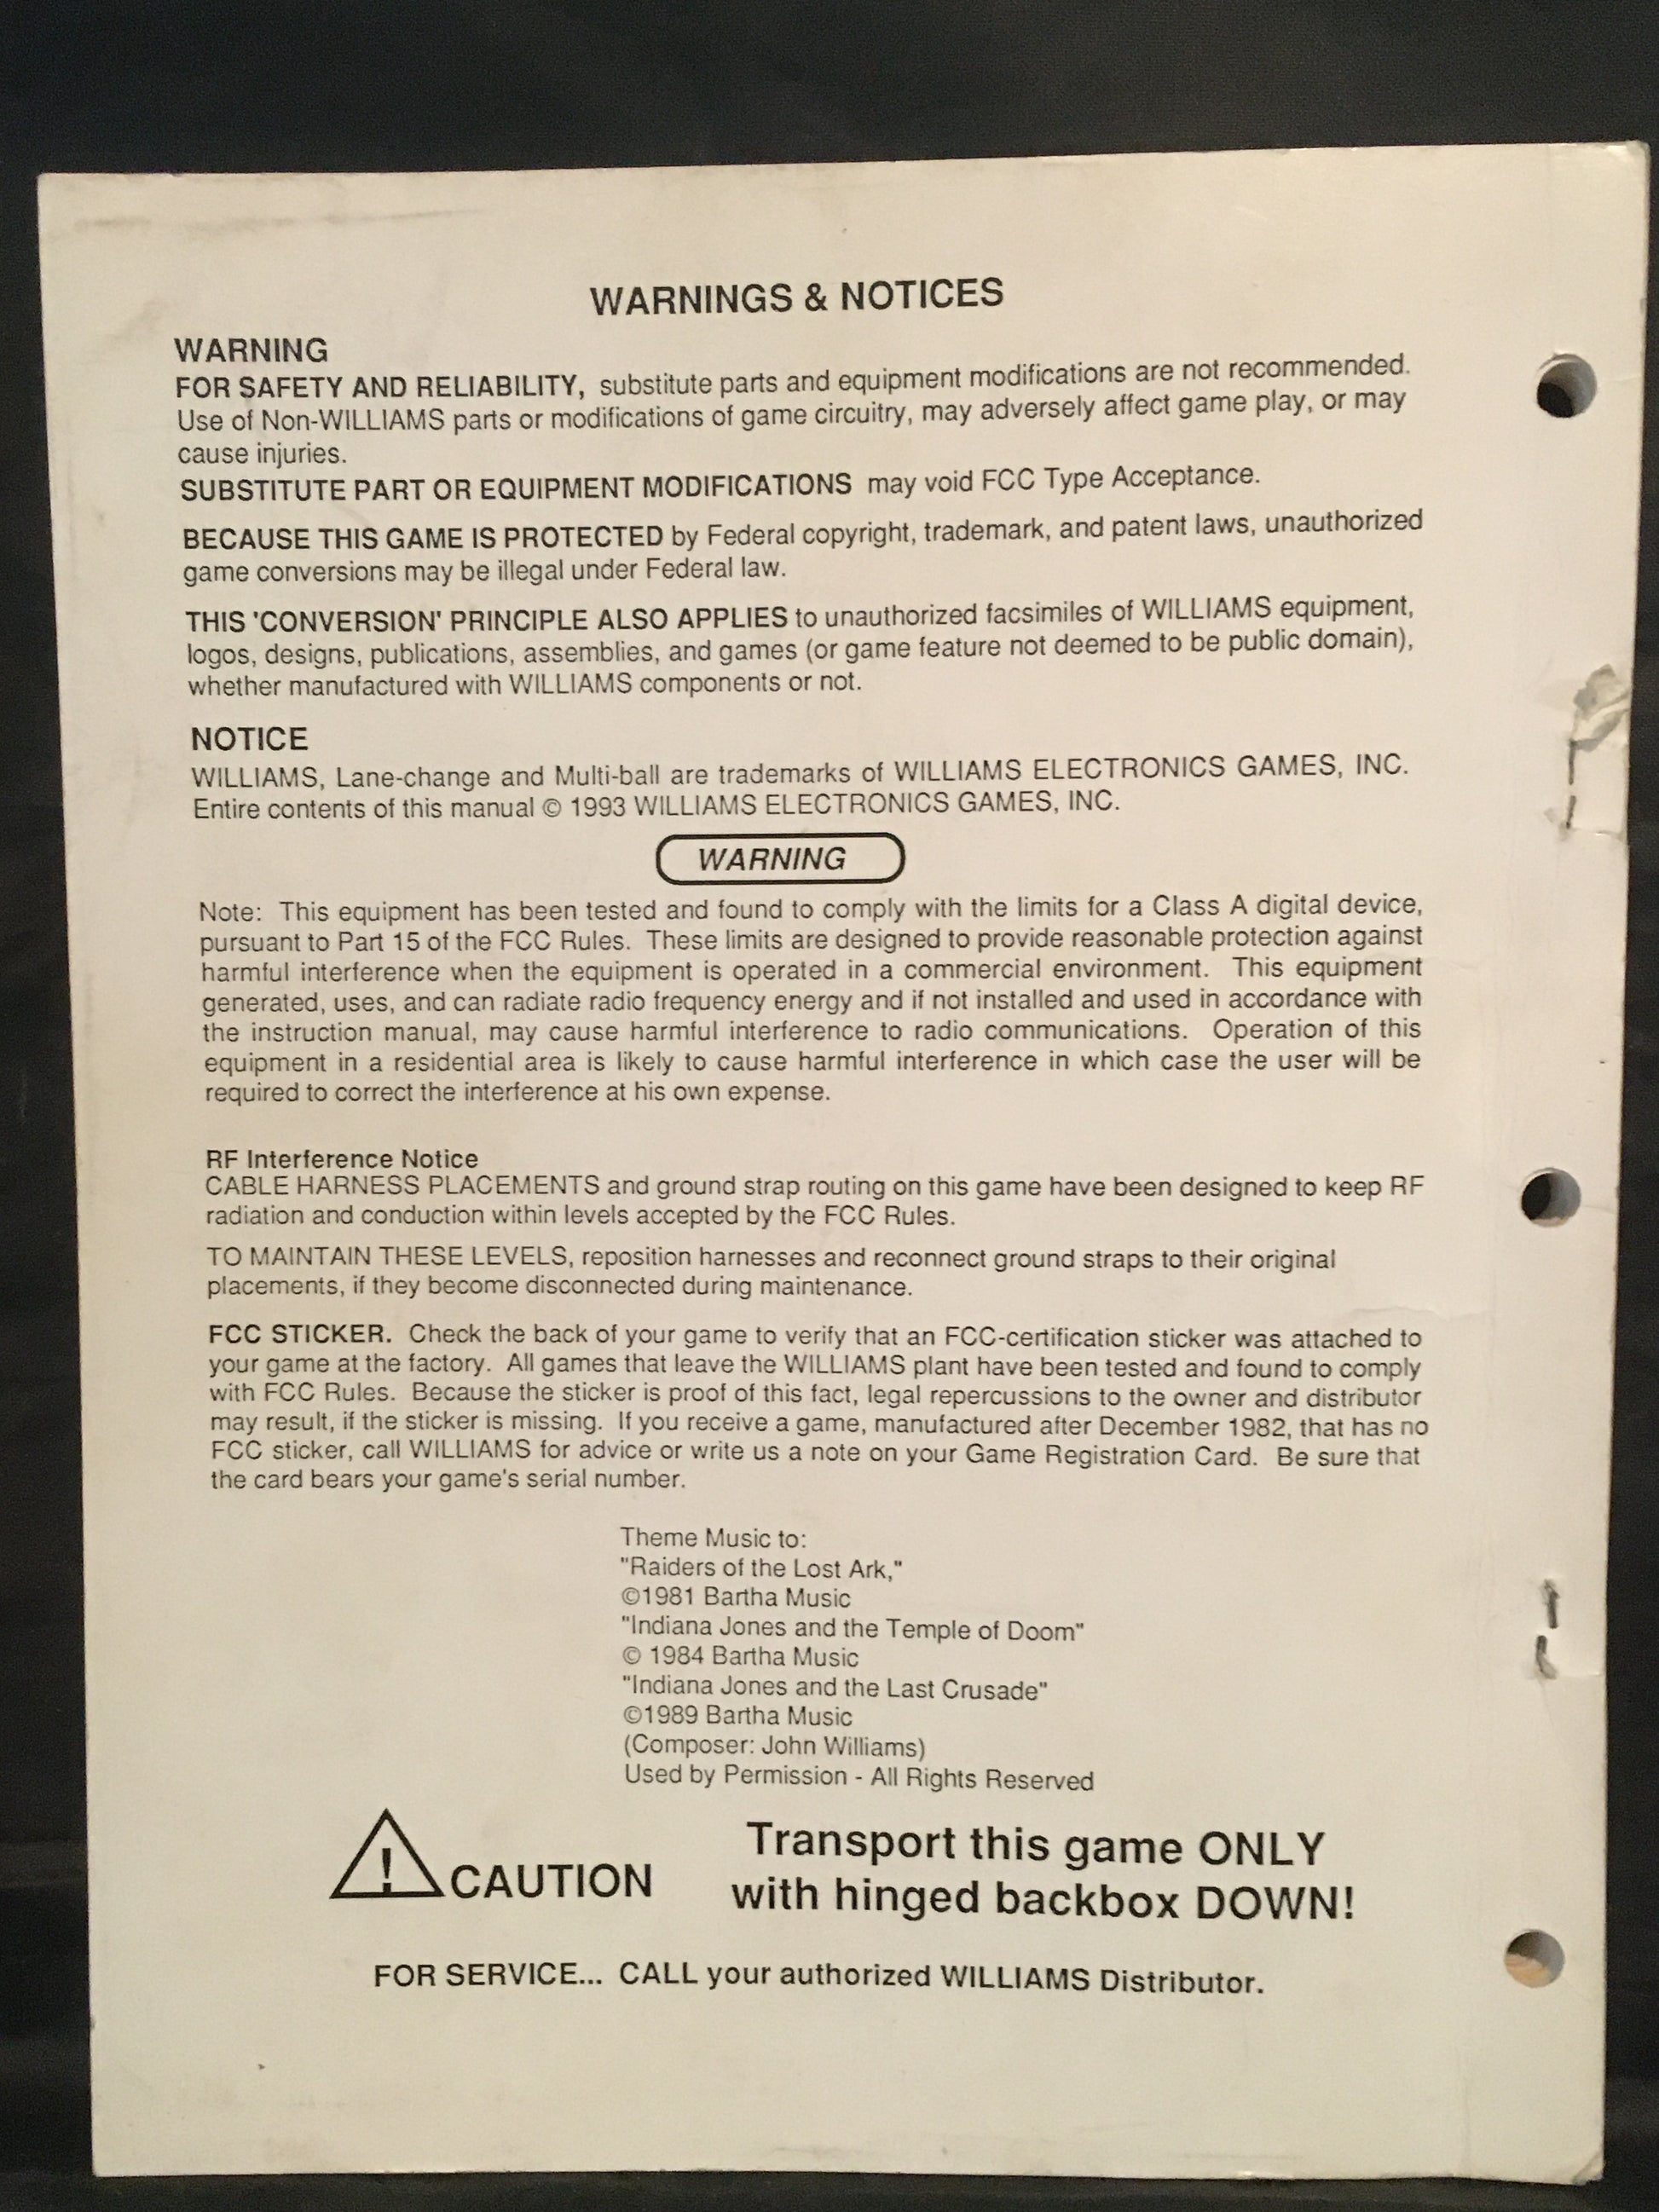 WARNINGS & NOTICES
WARNING
FOR SAFETY AND RELIABILITY, substitute parts and equipment modifications are not recommended.
Use of Non-WILLIAMS parts or modifications of game circuitry, may adversely affect game play, or may
cause injuries.
SUBSTITUTE PART OR EQUIPMENT MODIFICATIONS may void FCC Type Acceptance.
BECAUSE THIS GAME IS PROTECTED by Federal copyright, trademark, and patent laws, unauthorized
game conversions may be illegal under Federal law.
THIS 'CONVERSION' PRINCIPLE ALSO APPLIES to unauthorized facsimiles of WILLIAMS equipment,
logos, designs, publications, assemblies, and games (or game feature not deemed to be public domain),
whether manufactured with WILLIAMS components or not.
NOTICE
WILLIAMS, Lane-change and Multi-ball are trademarks of WILLIAMS ELECTRONICS GAMES, INC.
Entire contents of this manual © 1993 WILLIAMS ELECTRONICS GAMES, INC.
WARNING
Note: This equipment has been tested and found to comply with the limits for a Class A digital device,
pursuant to Part 15 of the FCC Rules. These limits are designed to provide reasonable protection against
harmful interference when the equipment is operated in a commercial environment. This equipment
generated, uses, and can radiate radio frequency energy and if not installed and used in accordance with
the instruction manual, may cause harmful interference to radio communications. Operation of this
equipment in a residential area is likely to cause harmful interference in which case the user will be
required to correct the interference at his own expense.
RF Interference Notice
CABLE HARNESS PLACEMENTS and ground strap routing on this game have been designed to keep RF
radiation and conduction within levels accepted by the FCC Rules.
TO MAINTAIN THESE LEVELS, reposition harnesses and reconnect ground straps to their original
placements, if they become disconnected during maintenance.
FCC STICKER. Check the back of your game to verify that an FCC-certification sticker was attached to
your game at the factory. All games that leave the WILLIAMS plant have been tested and found to comply
with FCC Rules. Because the sticker is proof of this fact, legal repercussions to the owner and distributor
may result, if the sticker is missing. If you receive a game, manufactured after December 1982, that has no
FCC sticker, call WILLIAMS for advice or write us a note on your Game Registration Card. Be sure that
the card bears your game's serial number.
Theme Music to:
"Raiders of the Lost Ark,"
©1981 Bartha Music
"Indiana Jones and the Temple of Doom"
© 1984 Bartha Music
"Indiana Jones and the Last Crusade"
©1989 Bartha Music
(Composer: John Williams)
Used by Permission - All Rights Reserved
! CAUTION
Transport this game ONLY
with hinged backbox DOWN!
FOR SERVICE... CALL your authorized WILLIAMS Distributor.